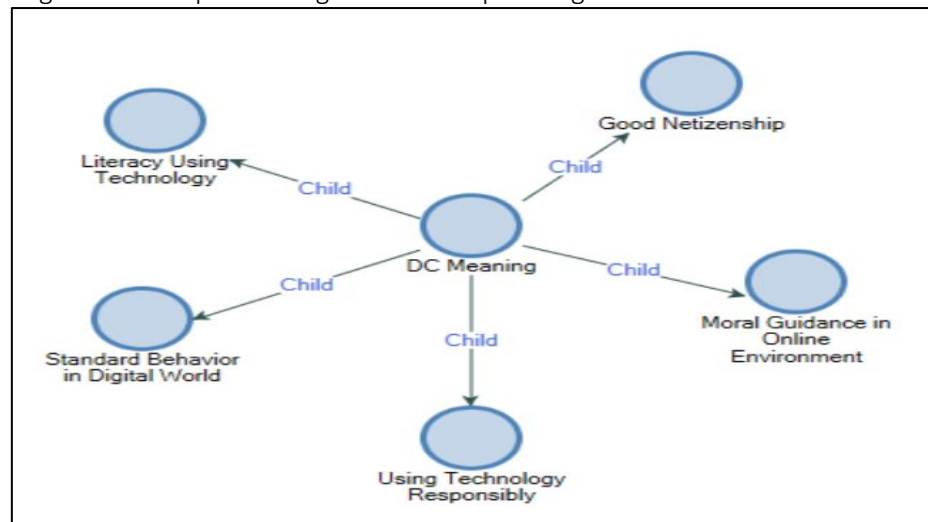 Good Netizenship
Literacy Using
Technology
Child
Child
DC Meaning
Child
Child
Moral Guidance in
Online
Environment
Standard Behavior
in Digital World
Child
Using Technology
Responsibly